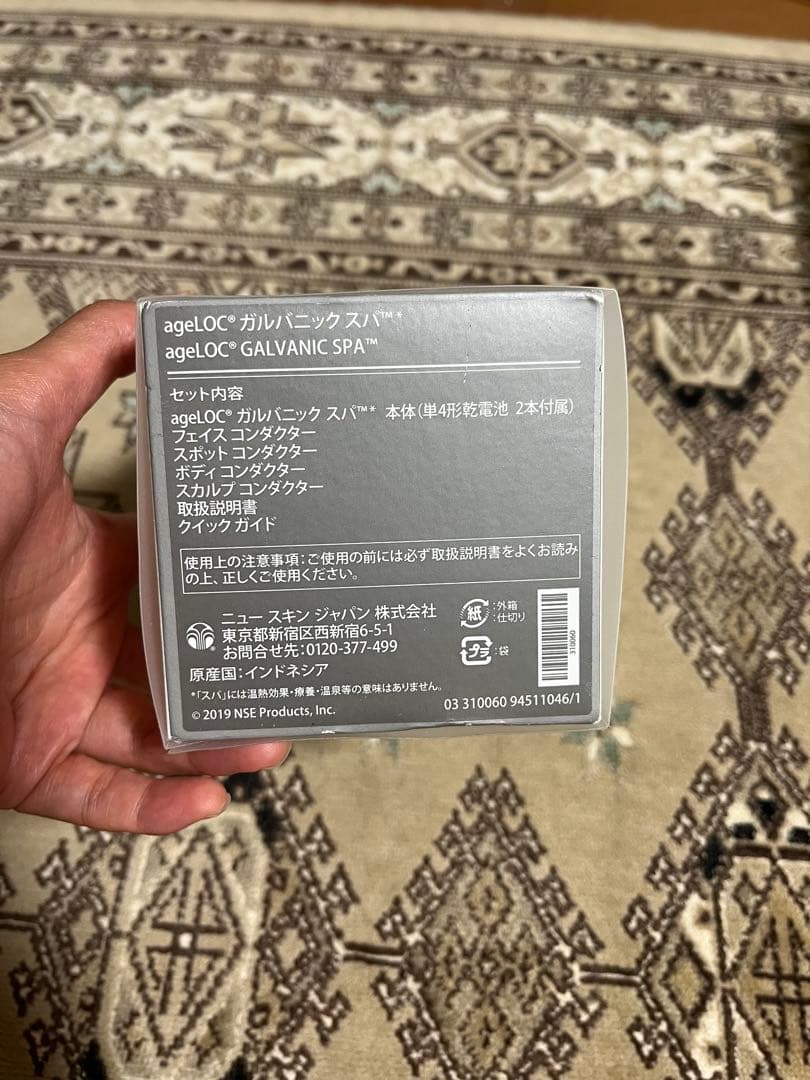 ageLOC® ガルバニック スパ™*
ageLOC® GALVANIC SPA™
セット内容
ageLOC® ガルバニック スパ™* 本体(単4形乾電池 2本付属)
フェイス コンダクター
スポット コンダクター
ボディ コンダクター
スカルプ コンダクター
取扱説明書
クイック ガイド
使用上の注意事項:ご使用の前には必ず取扱説明書をよくお読み
の上、正しくご使用ください。
ニュー スキン ジャパン 株式会社
東京都新宿区西新宿6-5-1
お問合せ先:0120-377-499
紙 :外箱
:仕切り
プラ :袋
310060
原産国:インドネシア
*「スパ」には温熱効果・療養・温泉等の意味はありません。
© 2019 NSE Products, Inc.
03 310060 94511046/1